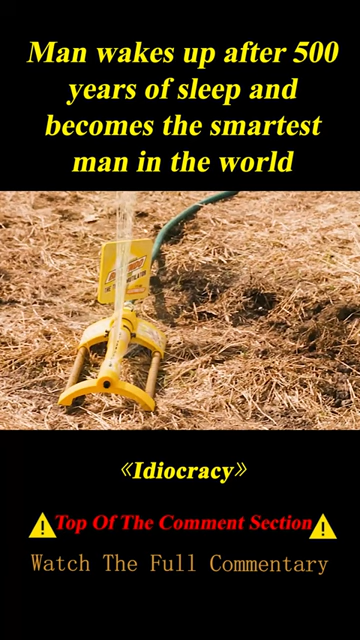 Man wakes up after 500
years of sleep and
becomes the smartest
man in the world
《Idiocracy》
Top Of The Comment Section
Watch The Full Commentary